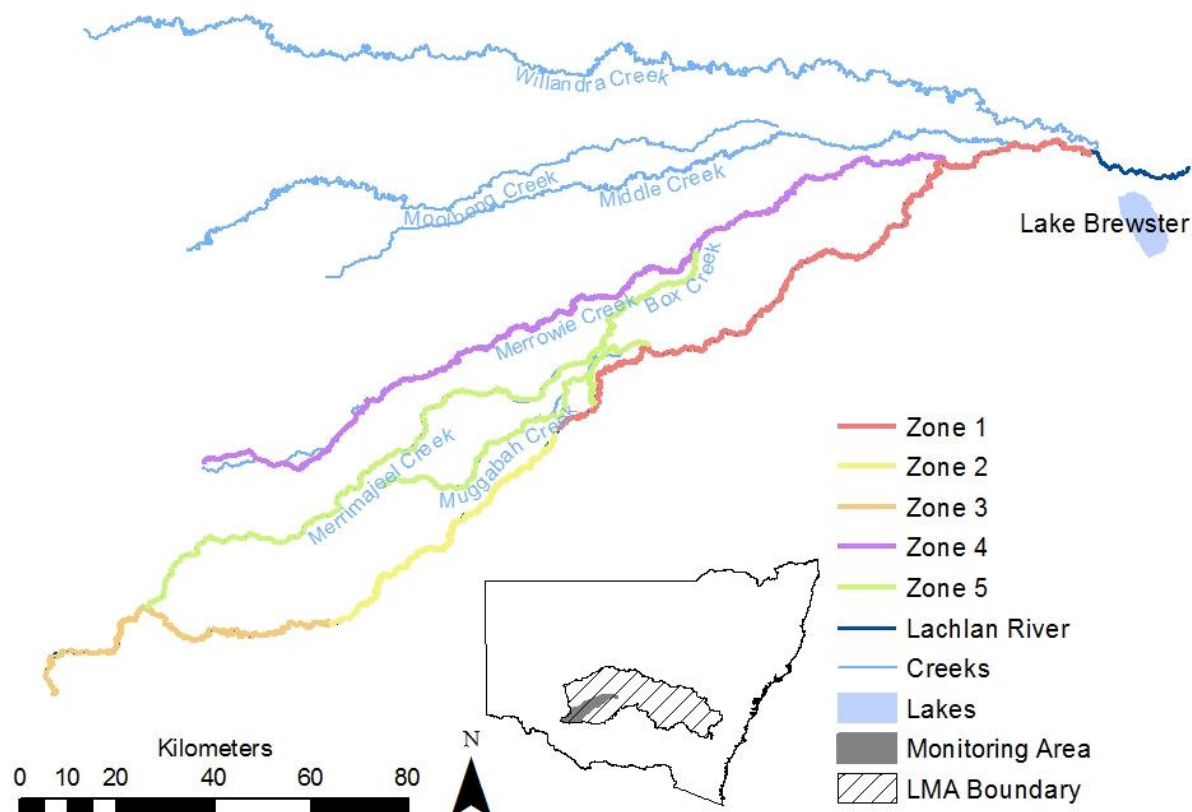 Willandra Creek
Moolbong Creek
Middle Creek
Lake Brewster
Box Creek
Merrowie Creek
Muggabah Creek
Merrimajeel Creek
Zone 1
Zone 2
Zone 3
Zone 4
Zone 5
Lachlan River
Creeks
Lakes
Monitoring Area
LMA Boundary
Kilometers
0 10 20 40 60 80
N